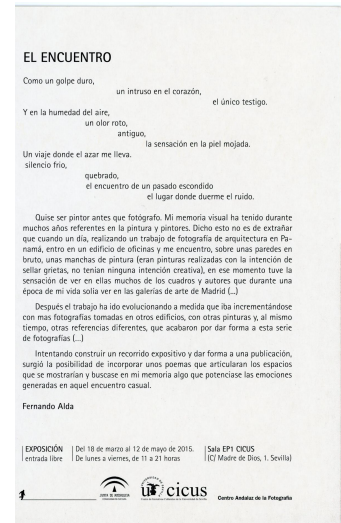 EL ENCUENTRO
Como un golpe duro,
un intruso en el corazón,
el único testigo.
Y en la humedad del aire,
un olor roto,
antiguo,
la sensación en la piel mojada.
Un viaje donde el azar me lleva.
silencio frio,
quebrado,
el encuentro de un pasado escondido
el lugar donde duerme el ruido.
Quise ser pintor antes que fotógrafo. Mi memoria visual ha tenido durante
muchos años referentes en la pintura y pintores. Dicho esto no es de extrañar
que cuando un día, realizando un trabajo de fotografía de arquitectura en Pa-
namá, entro en un edificio de oficinas y me encuentro, sobre unas paredes en
bruto, unas manchas de pintura (eran pinturas realizadas con la intención de
sellar grietas, no tenían ninguna intención creativa), en ese momento tuve la
sensación de ver en ellas muchos de los cuadros y autores que durante una
época de mi vida solía ver en las galerías de arte de Madrid (...)
Después el trabajo ha ido evolucionando a medida que iba incrementándose
con mas fotografías tomadas en otros edificios, con otras pinturas y, al mismo
tiempo, otras referencias diferentes, que acabaron por dar forma a esta serie
de fotografías (...)
Intentando construir un recorrido expositivo y dar forma a una publicación,
surgió la posibilidad de incorporar unos poemas que articularan los espacios
que se mostrarían y buscase en mi memoria algo que potenciase las emociones
generadas en aquel encuentro casual.
Fernando Alda
EXPOSICIÓN | Del 18 de marzo al 12 de mayo de 2015. | Sala EP1 CICUS
entrada libre | De lunes a viernes, de 11 a 21 horas | (C/ Madre de Dios, 1. Sevilla)
JUNTA DE ANDALUCIA
cicus
Centro Andaluz de la Fotografía